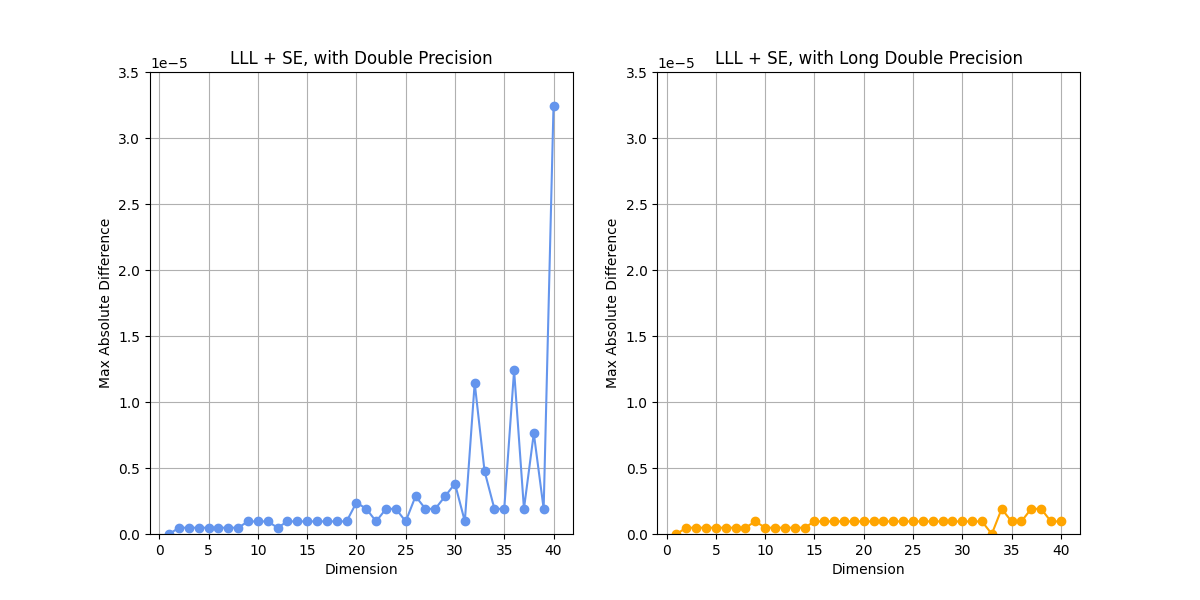 LLL + SE, with Double Precision
1e−5
3.5
3.0
2.5
2.0
1.5
1.0
0.5
0.0
Max Absolute Difference
0 5 10 15 20 25 30 35 40
Dimension
LLL + SE, with Long Double Precision
1e−5
3.5
3.0
2.5
2.0
1.5
1.0
0.5
0.0
Max Absolute Difference
0 5 10 15 20 25 30 35 40
Dimension